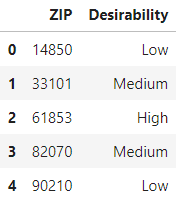 ZIP Desirability
0 14850 Low
1 33101 Medium
2 61853 High
3 82070 Medium
4 90210 Low